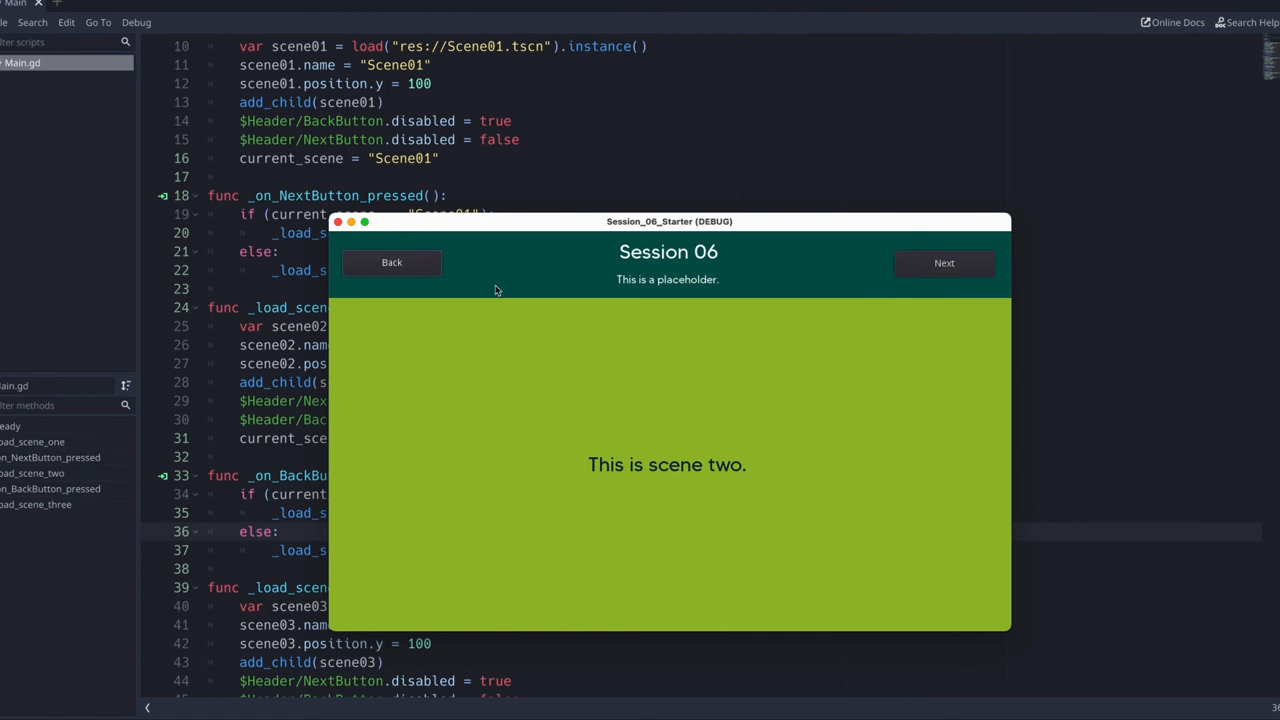 Main
Search Edit Go To Debug
Online Docs Search Help
scripts
Main.gd
10 var scene01 = load("res://Scene01.tscn").instance()
11 scene01.name = "Scene01"
12 scene01.position.y = 100
13 add_child(scene01)
14 $Header/BackButton.disabled = true
15 $Header/NextButton.disabled = false
16 current_scene = "Scene01"
17
18 func _on_NextButton_pressed():
19 if (current
20 _load_s
21 else:
22 _load_s
23
24 func _load_scen
25 var scene02
26 scene02.nam
27 scene02.pos
28 add_child(s
29 $Header/Nex
30 $Header/Bac
31 current_sce
32
33 func _on_BackBu
34 if (current
35 _load_s
36 else:
37 _load_s
38
39 func _load_scen
40 var scene03
41 scene03.nam
42 scene03.position.y = 100
43 add_child(scene03)
44 $Header/NextButton.disabled = true
ain.gd
lter methods
eady
oad_scene_one
on_NextButton_pressed
oad_scene_two
on_BackButton_pressed
oad_scene_three
Session_06_Starter (DEBUG)
Back
Session 06
This is a placeholder.
Next
This is scene two.